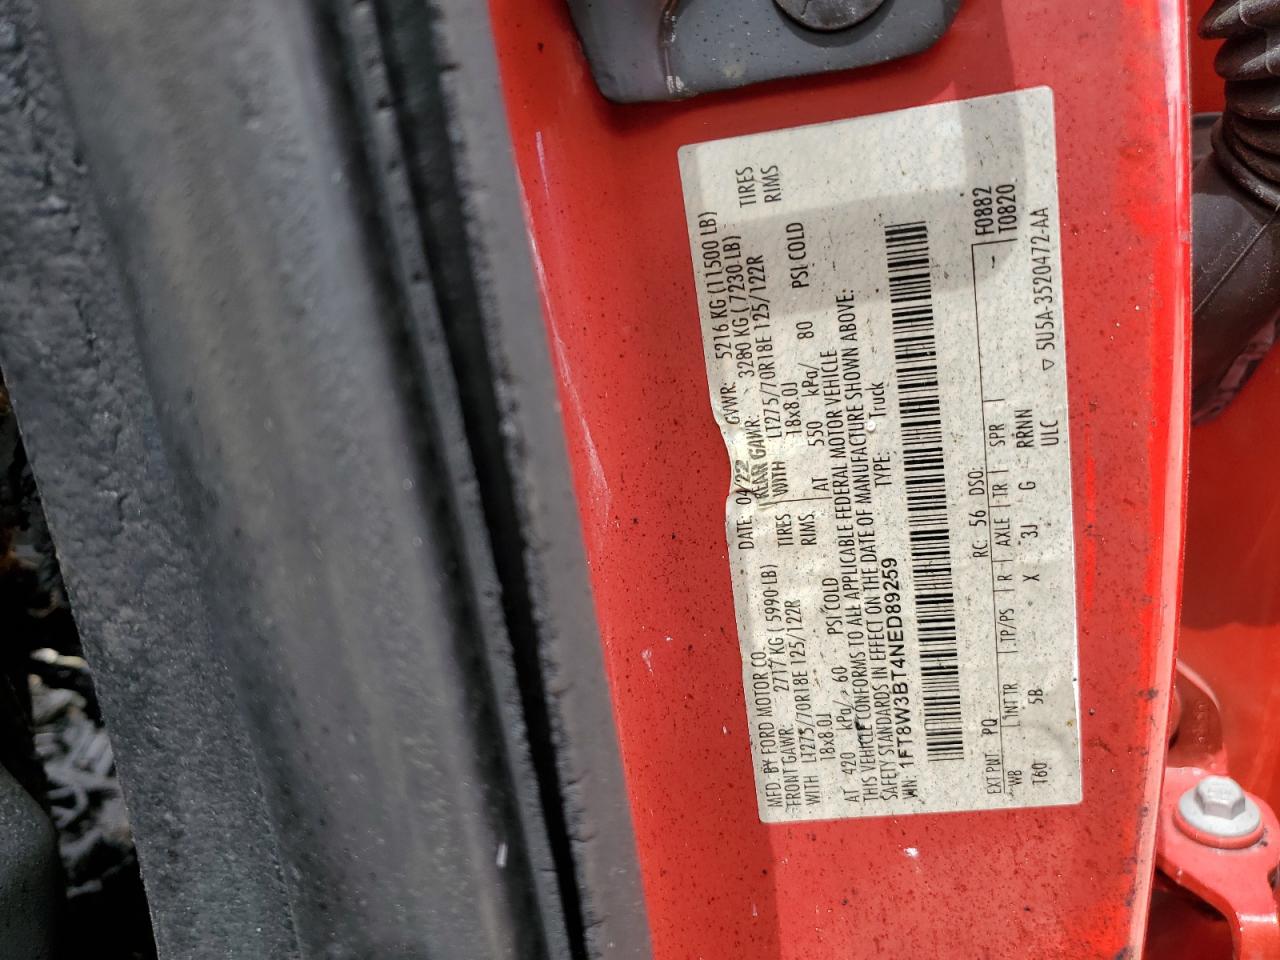 MFD BY FORD MOTOR CO. DATE: 04/22 GVWR: 5216 KG (11500 LB)
FRONT GAWR: 2717 KG ( 5990 LB) REAR GAWR: 3280 KG ( 7230 LB)
WITH LT275/70R18E 125/122R TIRES WITH LT275/70R18E 125/122R TIRES
18x8.0J RIMS 18x8.0J RIMS
AT 420 kPa/ 60 PSI COLD AT 550 kPa/ 80 PSI COLD
THIS VEHICLE CONFORMS TO ALL APPLICABLE FEDERAL MOTOR VEHICLE
SAFETY STANDARDS IN EFFECT ON THE DATE OF MANUFACTURE SHOWN ABOVE.
VIN: 1FT8W3BT4NED89259 TYPE: Truck
EXT PNT PQ RC: 56 DSO: F0882
WB INT TR TP/PS R AXLE TR SPR T0820
T60 5B X 3J G RRNNN
ULC ▽ 5U5A-3520472-AA